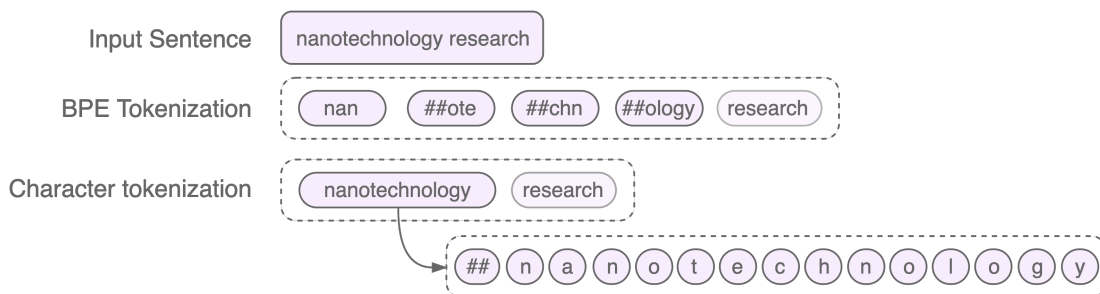 Input Sentence nanotechnology research
BPE Tokenization nan ##ote ##chn ##ology research
Character tokenization nanotechnology research
## n a n o t e c h n o l o g y